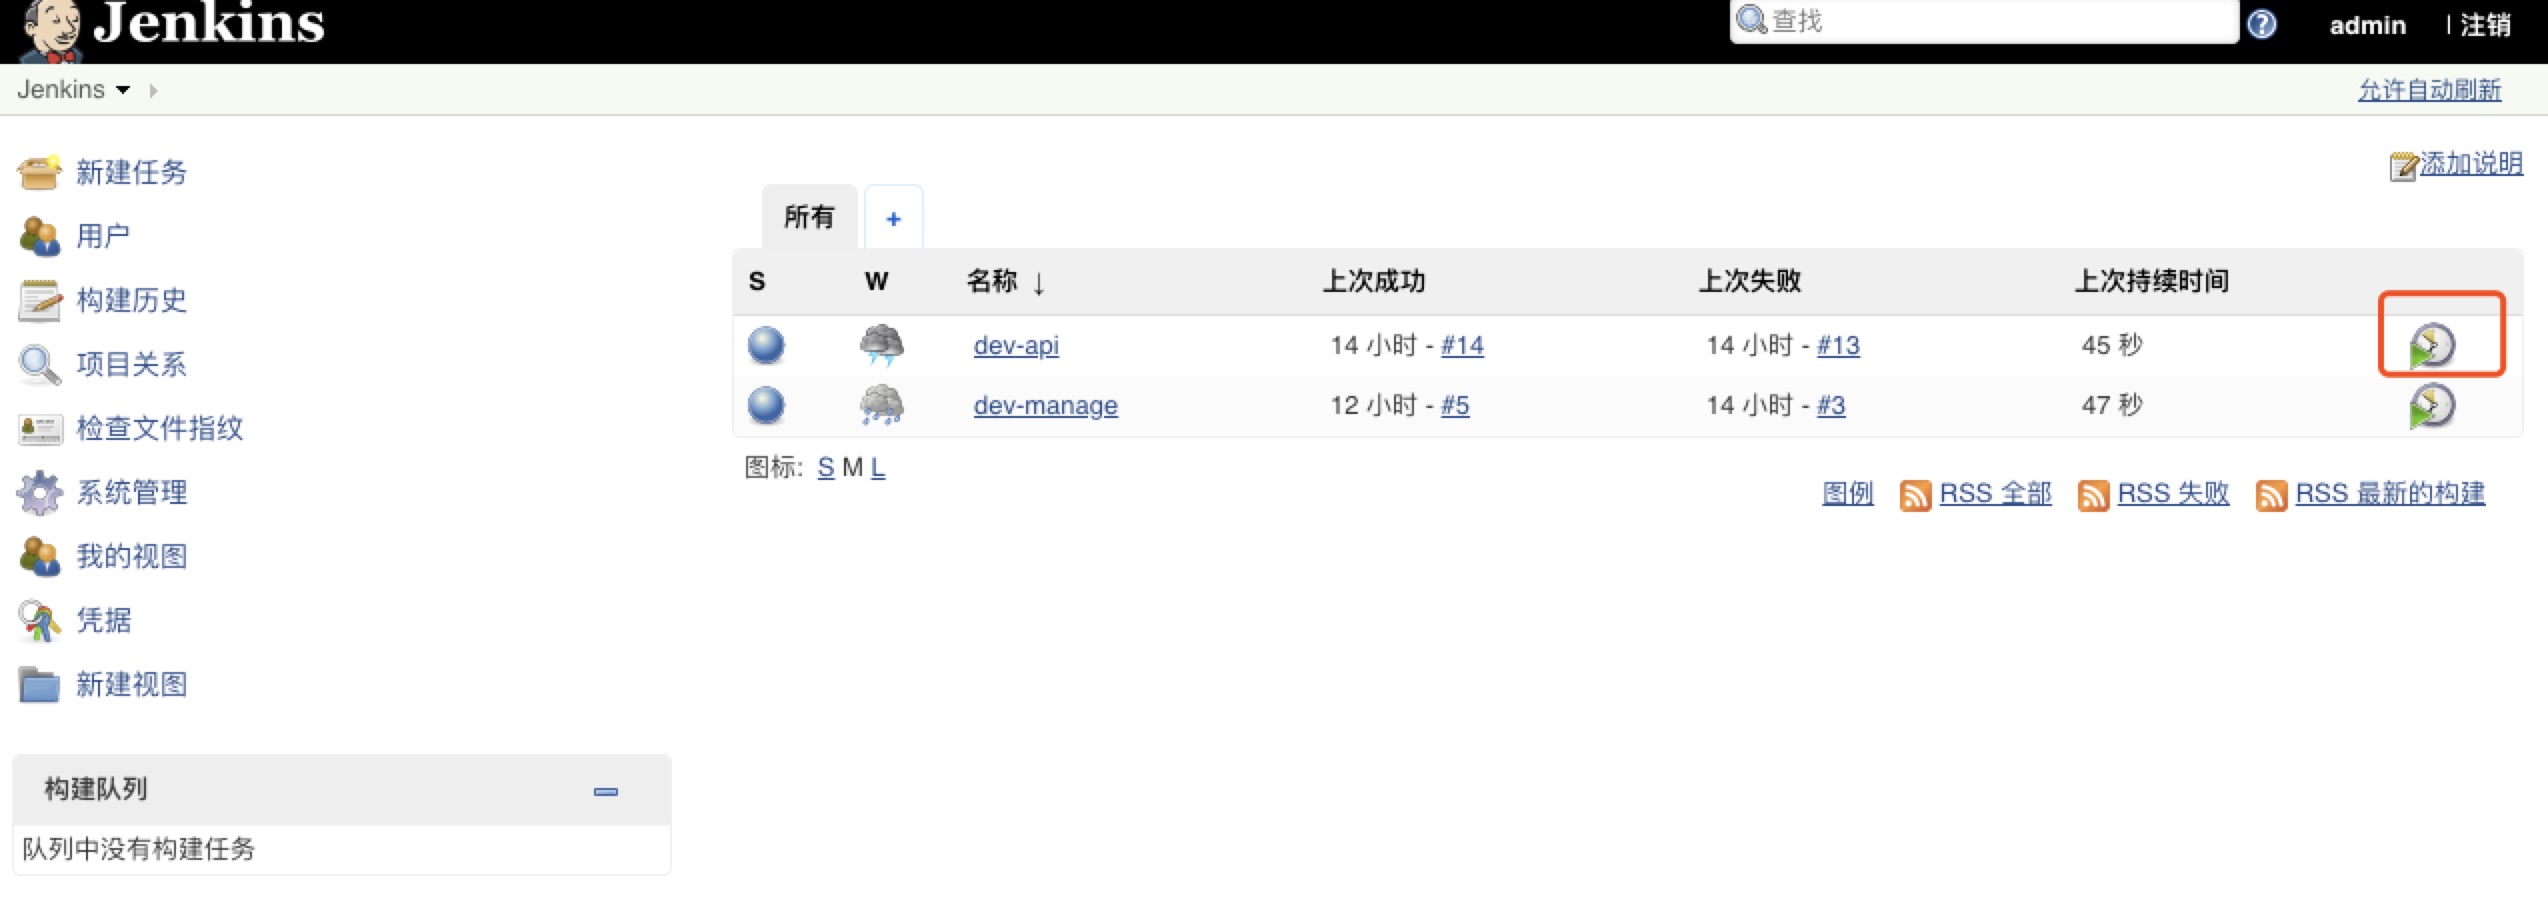 Jenkins
查找
admin
| 注销
Jenkins
允许自动刷新
新建任务
用户
构建历史
项目关系
检查文件指纹
系统管理
我的视图
凭据
新建视图
构建队列
队列中没有构建任务
添加说明
所有 +
S W 名称 ↓ 上次成功 上次失败 上次持续时间
dev-api 14 小时 - #14 14 小时 - #13 45 秒
dev-manage 12 小时 - #5 14 小时 - #3 47 秒
图标: S M L
图例 RSS 全部 RSS 失败 RSS 最新的构建